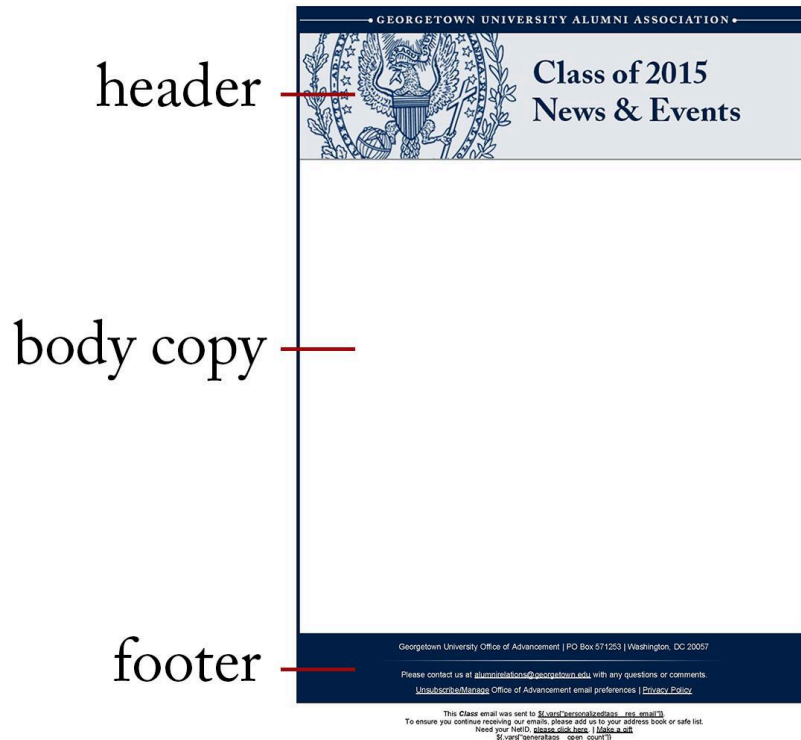 GEORGETOWN UNIVERSITY ALUMNI ASSOCIATION
header
Class of 2015
News & Events
body copy
footer
Georgetown University Office of Advancement | PO Box 571253 | Washington, DC 20057
Please contact us at alumnirelations@georgetown.edu with any questions or comments.
Unsubscribe/Manage Office of Advancement email preferences | Privacy Policy
This Class email was sent to ${.vars["personalizedtags__res_email"]}.
To ensure you continue receiving our emails, please add us to your address book or safe list.
Need your NetID, please click here. | Make a gift
${.vars["generaltags__open_count"]}